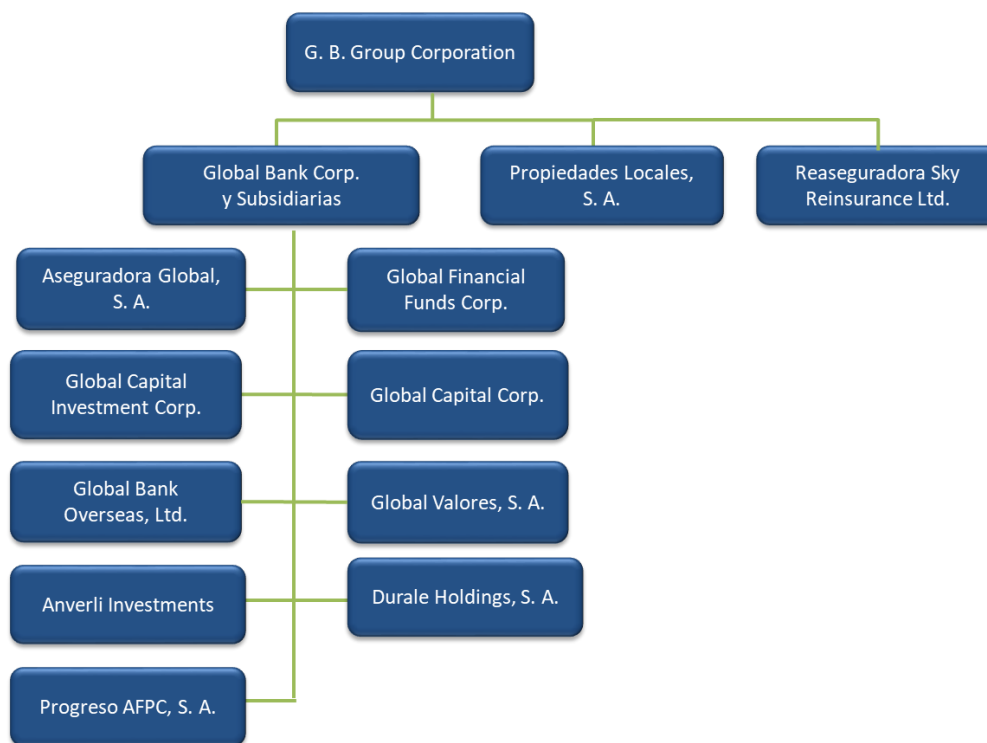 G. B. Group Corporation
Global Bank Corp.
y Subsidiarias
Propiedades Locales,
S. A.
Reaseguradora Sky
Reinsurance Ltd.
Aseguradora Global,
S. A.
Global Financial
Funds Corp.
Global Capital
Investment Corp.
Global Capital Corp.
Global Bank
Overseas, Ltd.
Global Valores, S. A.
Anverli Investments
Durale Holdings, S. A.
Progreso AFPC, S. A.